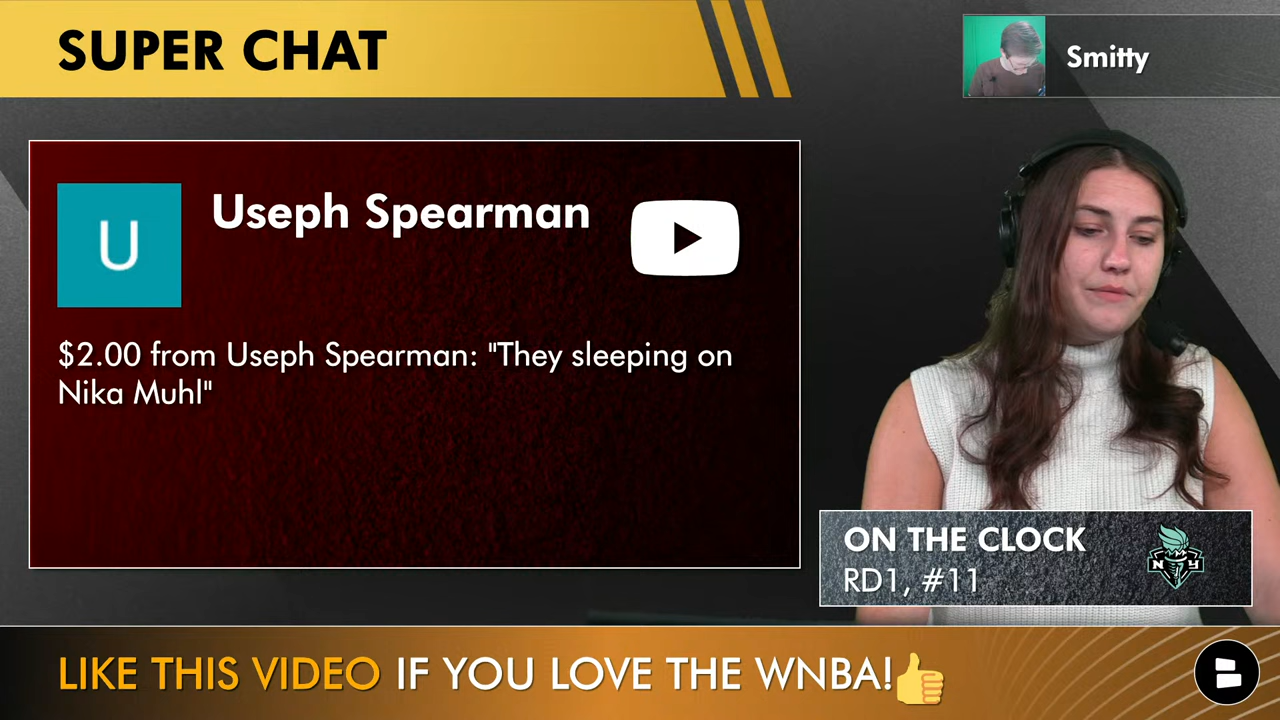 SUPER CHAT
Smitty
U
Useph Spearman
$2.00 from Useph Spearman: "They sleeping on
Nika Muhl"
ON THE CLOCK
RD1, #11
N Y
LIKE THIS VIDEO IF YOU LOVE THE WNBA!👍